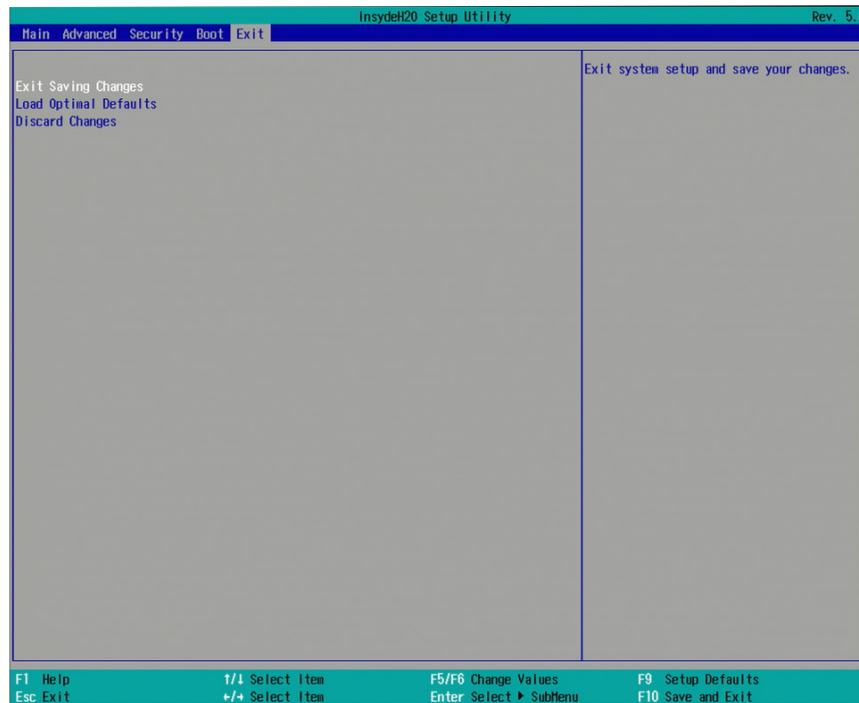 InsydeH20 Setup Utility Rev. 5.
Main Advanced Security Boot Exit
Exit system setup and save your changes.
Exit Saving Changes
Load Optimal Defaults
Discard Changes
F1 Help ↑/↓ Select Item F5/F6 Change Values F9 Setup Defaults
Esc Exit ←/→ Select Item Enter Select ▶ SubMenu F10 Save and Exit